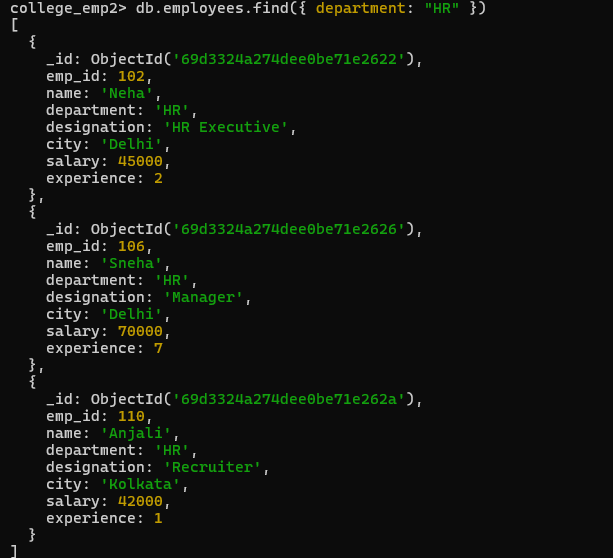 college_emp2> db.employees.find({ department: "HR" })
[
  {
    _id: ObjectId('69d3324a274dee0be71e2622'),
    emp_id: 102,
    name: 'Neha',
    department: 'HR',
    designation: 'HR Executive',
    city: 'Delhi',
    salary: 45000,
    experience: 2
  },
  {
    _id: ObjectId('69d3324a274dee0be71e2626'),
    emp_id: 106,
    name: 'Sneha',
    department: 'HR',
    designation: 'Manager',
    city: 'Delhi',
    salary: 70000,
    experience: 7
  },
  {
    _id: ObjectId('69d3324a274dee0be71e262a'),
    emp_id: 110,
    name: 'Anjali',
    department: 'HR',
    designation: 'Recruiter',
    city: 'Kolkata',
    salary: 42000,
    experience: 1
  }
]